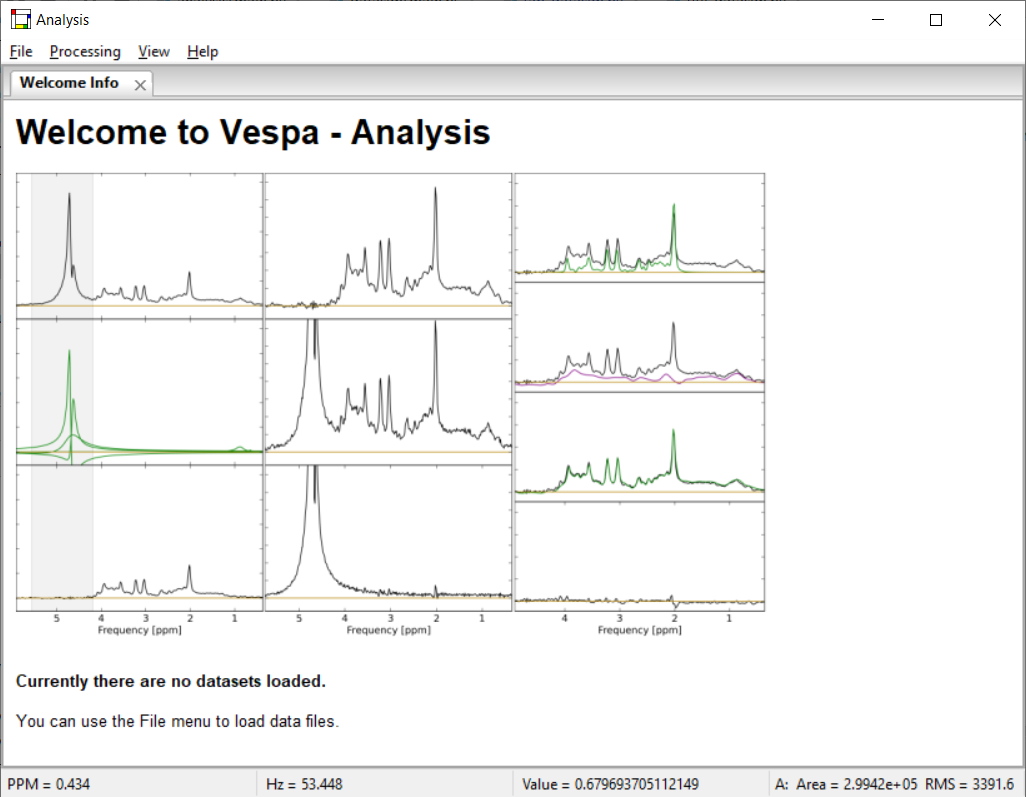 Analysis
File Processing View Help
Welcome Info
Welcome to Vespa - Analysis
5 4 3 2 1
Frequency [ppm]
5 4 3 2 1
Frequency [ppm]
4 3 2 1
Frequency [ppm]
Currently there are no datasets loaded.
You can use the File menu to load data files.
PPM = 0.434 Hz = 53.448 Value = 0.679693705112149 A: Area = 2.9942e+05 RMS = 3391.6